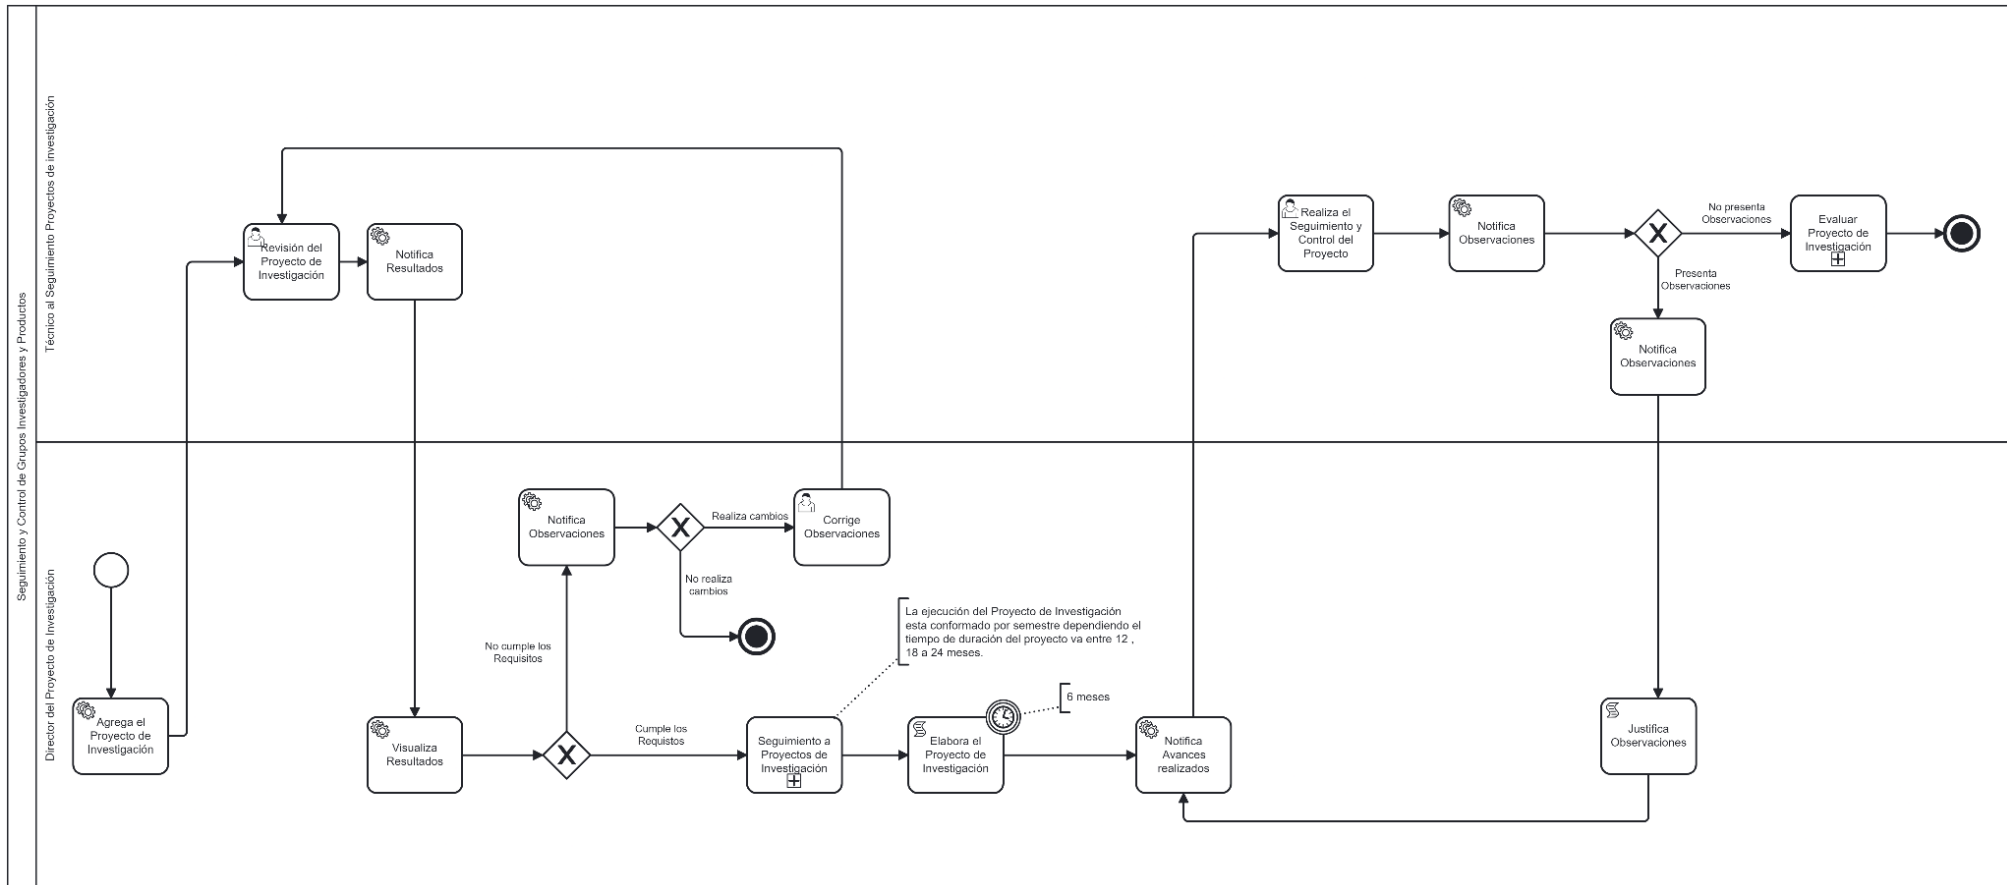 Seguimiento y Control de Grupos Investigadores y Productos
Técnico al Seguimiento Proyectos de investigación
Revisión del
Proyecto de
Investigación
Notifica
Resultados
Realiza el
Seguimiento y
Control del
Proyecto
Notifica
Observaciones
No presenta
Observaciones
Evaluar
Proyecto de
Investigación
Presenta
Observaciones
Notifica
Observaciones
Director del Proyecto de Investigación
Agrega el
Proyecto de
Investigación
Visualiza
Resultados
No cumple los
Requisitos
Notifica
Observaciones
Realiza cambios
Corrige
Observaciones
No realiza
cambios
Cumple los
Requistos
Seguimiento a
Proyectos de
Investigación
La ejecución del Proyecto de Investigación
esta conformado por semestre dependiendo el
tiempo de duración del proyecto va entre 12 ,
18 a 24 meses.
Elabora el
Proyecto de
Investigación
6 meses
Notifica
Avances
realizados
Justifica
Observaciones